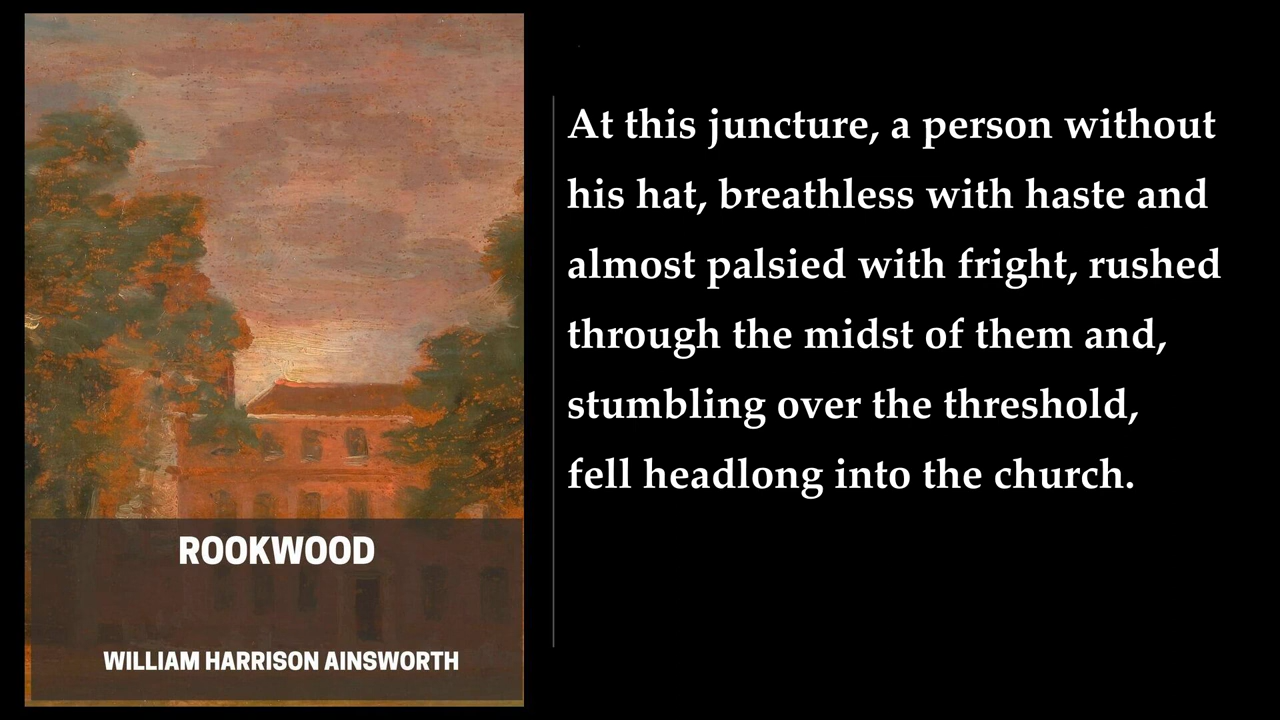 ROOKWOOD
WILLIAM HARRISON AINSWORTH
At this juncture, a person without
his hat, breathless with haste and
almost palsied with fright, rushed
through the midst of them and,
stumbling over the threshold,
fell headlong into the church.